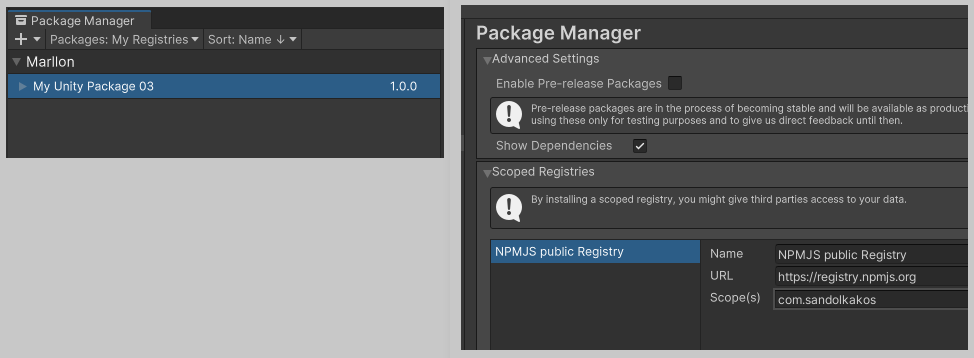 Package Manager
Packages: My Registries Sort: Name ↓
Marllon
My Unity Package 03 1.0.0
Package Manager
Advanced Settings
Enable Pre-release Packages
Pre-release packages are in the process of becoming stable and will be available as producti
using these only for testing purposes and to give us direct feedback until then.
Show Dependencies
Scoped Registries
By installing a scoped registry, you might give third parties access to your data.
NPMJS public Registry
Name NPMJS public Registry
URL https://registry.npmjs.org
Scope(s) com.sandolkakos